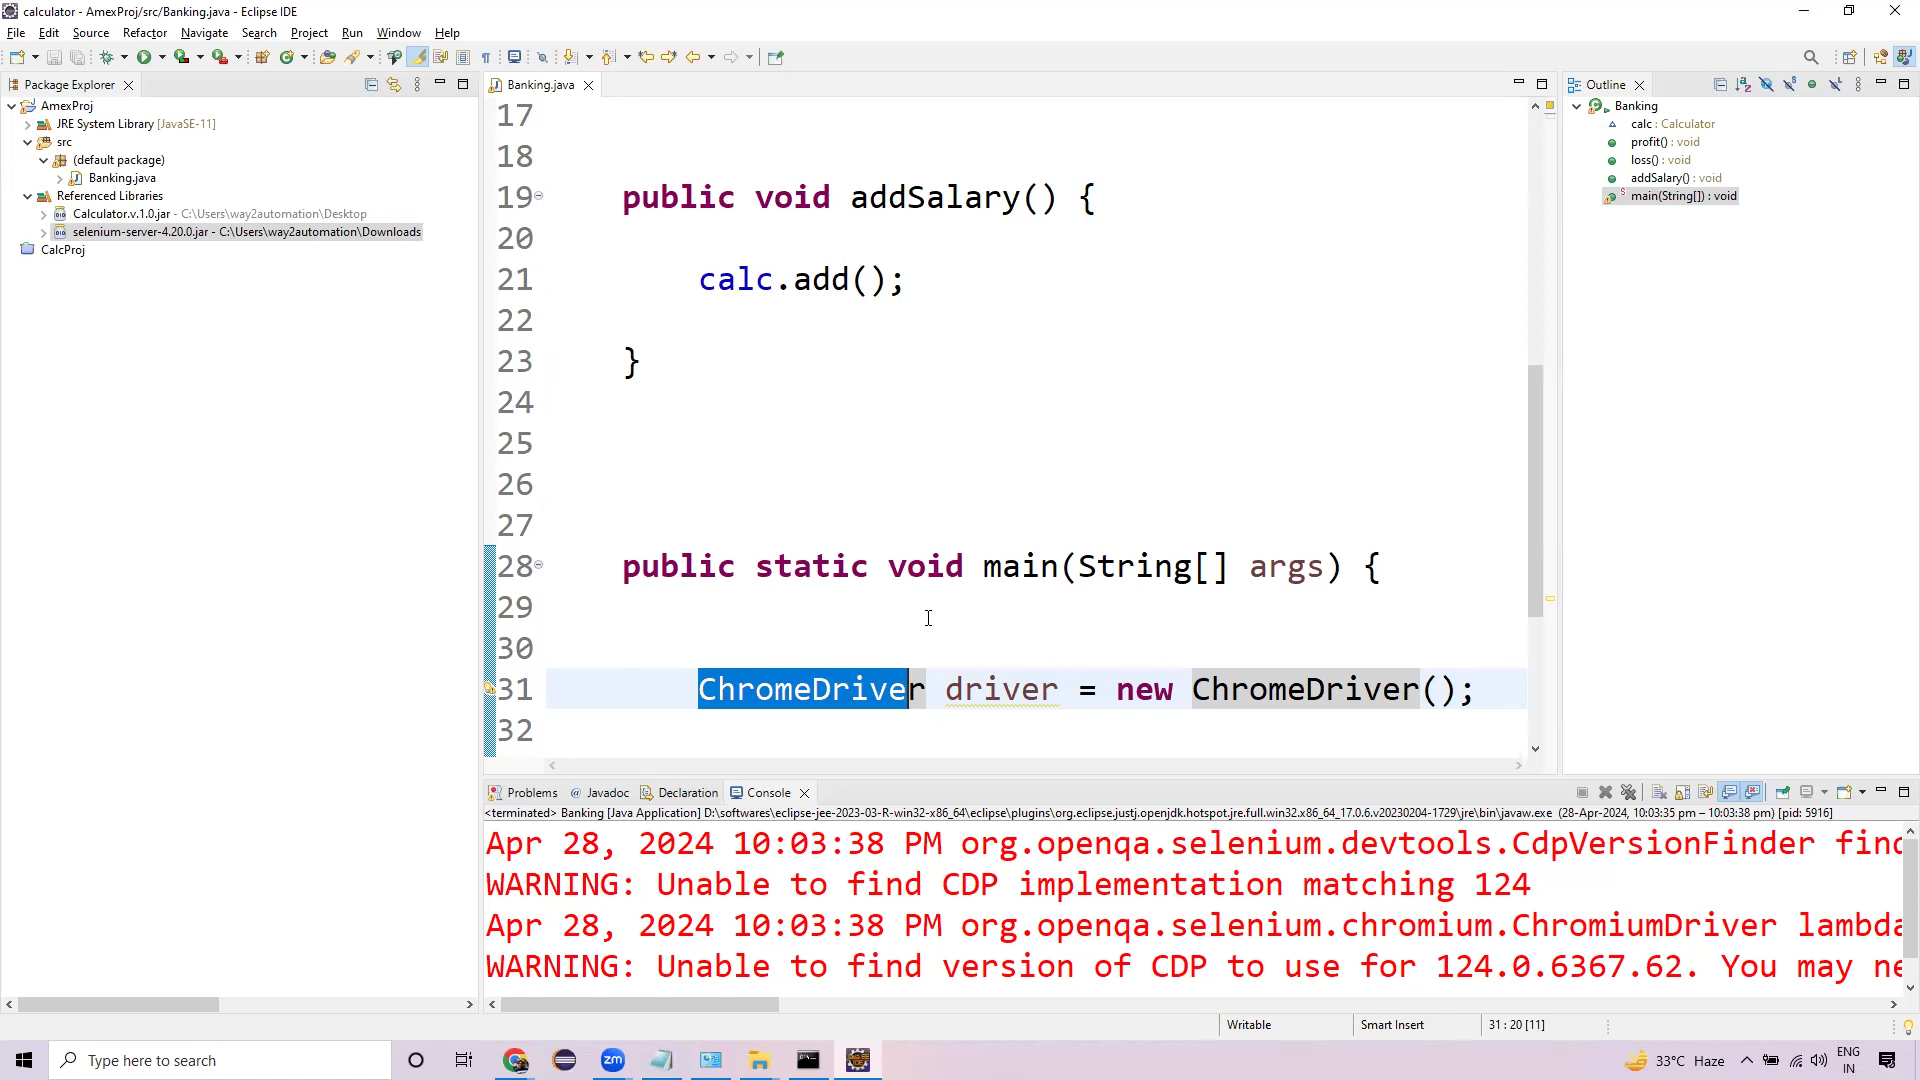 calculator - AmexProj/src/Banking.java - Eclipse IDE
File Edit Source Refactor Navigate Search Project Run Window Help
Package Explorer
AmexProj
JRE System Library [JavaSE-11]
src
(default package)
Banking.java
Referenced Libraries
Calculator.v.1.0.jar - C:\Users\way2automation\Desktop
selenium-server-4.20.0.jar - C:\Users\way2automation\Downloads
CalcProj
Banking.java
17
18
19 public void addSalary() {
20
21 calc.add();
22
23 }
24
25
26
27
28 public static void main(String[] args) {
29
30
31 ChromeDriver driver = new ChromeDriver();
32
Outline
Banking
calc : Calculator
profit() : void
loss() : void
addSalary() : void
main(String[]) : void
Problems Javadoc Declaration Console
<terminated> Banking [Java Application] D:\softwares\eclipse-jee-2023-03-R-win32-x86_64\eclipse\plugins\org.eclipse.justj.openjdk.hotspot.jre.full.win32.x86_64_17.0.6.v20230204-1729\jre\bin\javaw.exe (28-Apr-2024, 10:03:35 pm – 10:03:38 pm) [pid: 5916]
Apr 28, 2024 10:03:38 PM org.openqa.selenium.devtools.CdpVersionFinder find
WARNING: Unable to find CDP implementation matching 124
Apr 28, 2024 10:03:38 PM org.openqa.selenium.chromium.ChromiumDriver lambda
WARNING: Unable to find version of CDP to use for 124.0.6367.62. You may ne
Writable Smart Insert 31 : 20 [11]
Type here to search
zm
33°C Haze
ENG
IN